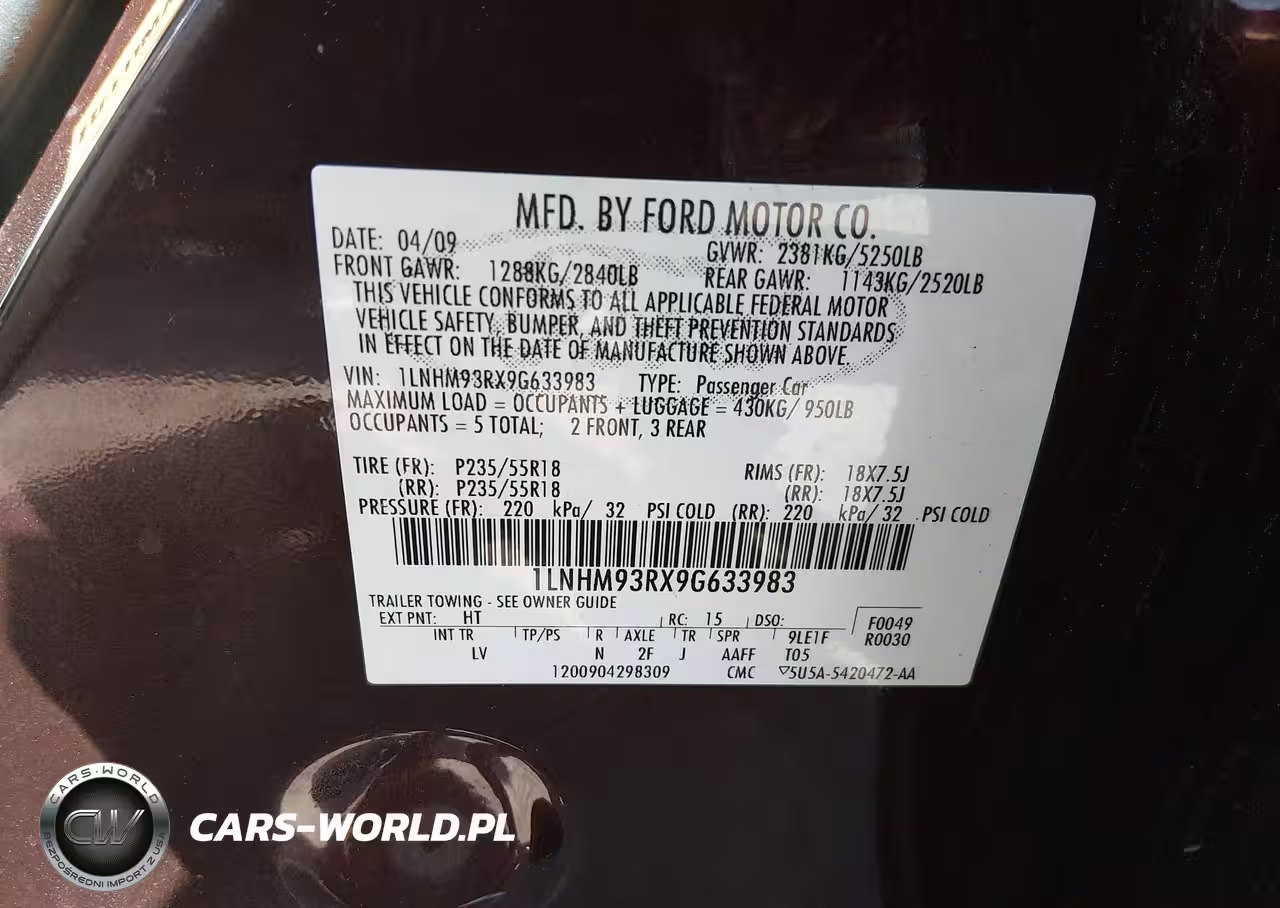 MFD. BY FORD MOTOR CO.
DATE: 04/09
GVWR: 2381KG/5250LB
FRONT GAWR: 1288KG/2840LB
REAR GAWR: 1143KG/2520LB
THIS VEHICLE CONFORMS TO ALL APPLICABLE FEDERAL MOTOR
VEHICLE SAFETY, BUMPER, AND THEFT PREVENTION STANDARDS
IN EFFECT ON THE DATE OF MANUFACTURE SHOWN ABOVE.
VIN: 1LNHM93RX9G633983 TYPE: Passenger Car
MAXIMUM LOAD = OCCUPANTS + LUGGAGE = 430KG/ 950LB
OCCUPANTS = 5 TOTAL; 2 FRONT, 3 REAR
TIRE (FR): P235/55R18 RIMS (FR): 18X7.5J
(RR): P235/55R18 (RR): 18X7.5J
PRESSURE (FR): 220 kPa/ 32 PSI COLD (RR): 220 kPa/ 32 PSI COLD
1LNHM93RX9G633983
TRAILER TOWING - SEE OWNER GUIDE
EXT PNT: HT RC: 15 DSO: F0049
INT TR TP/PS R AXLE TR SPR 9LE1F R0030
LV N 2F J AAFF T05
1200904298309 CMC 5U5A-5420472-AA
CARS-WORLD
CW
BEZPOŚREDNI IMPORT Z USA
CARS-WORLD.PL